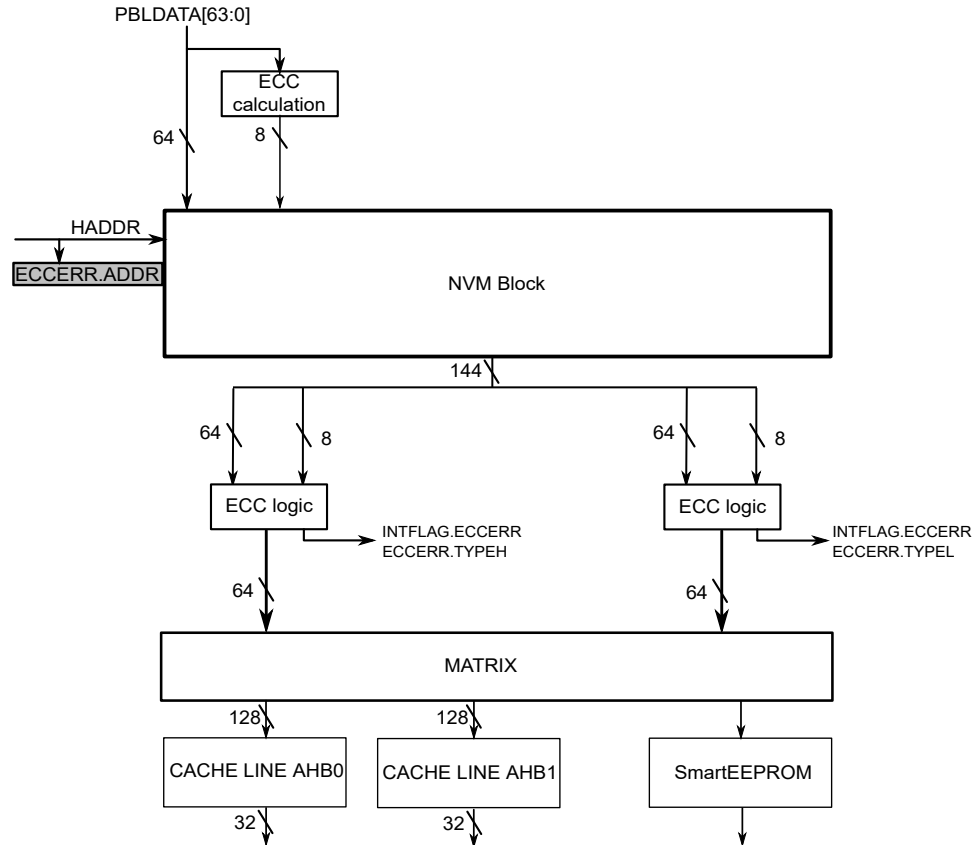 PBLDATA[63:0]
ECC
calculation
64
8
HADDR
ECCERR.ADDR
NVM Block
144
64
8
64
8
ECC logic
ECC logic
INTFLAG.ECCERR
ECCERR.TYPEH
INTFLAG.ECCERR
ECCERR.TYPEL
64
64
MATRIX
128
128
CACHE LINE AHB0
CACHE LINE AHB1
SmartEEPROM
32
32